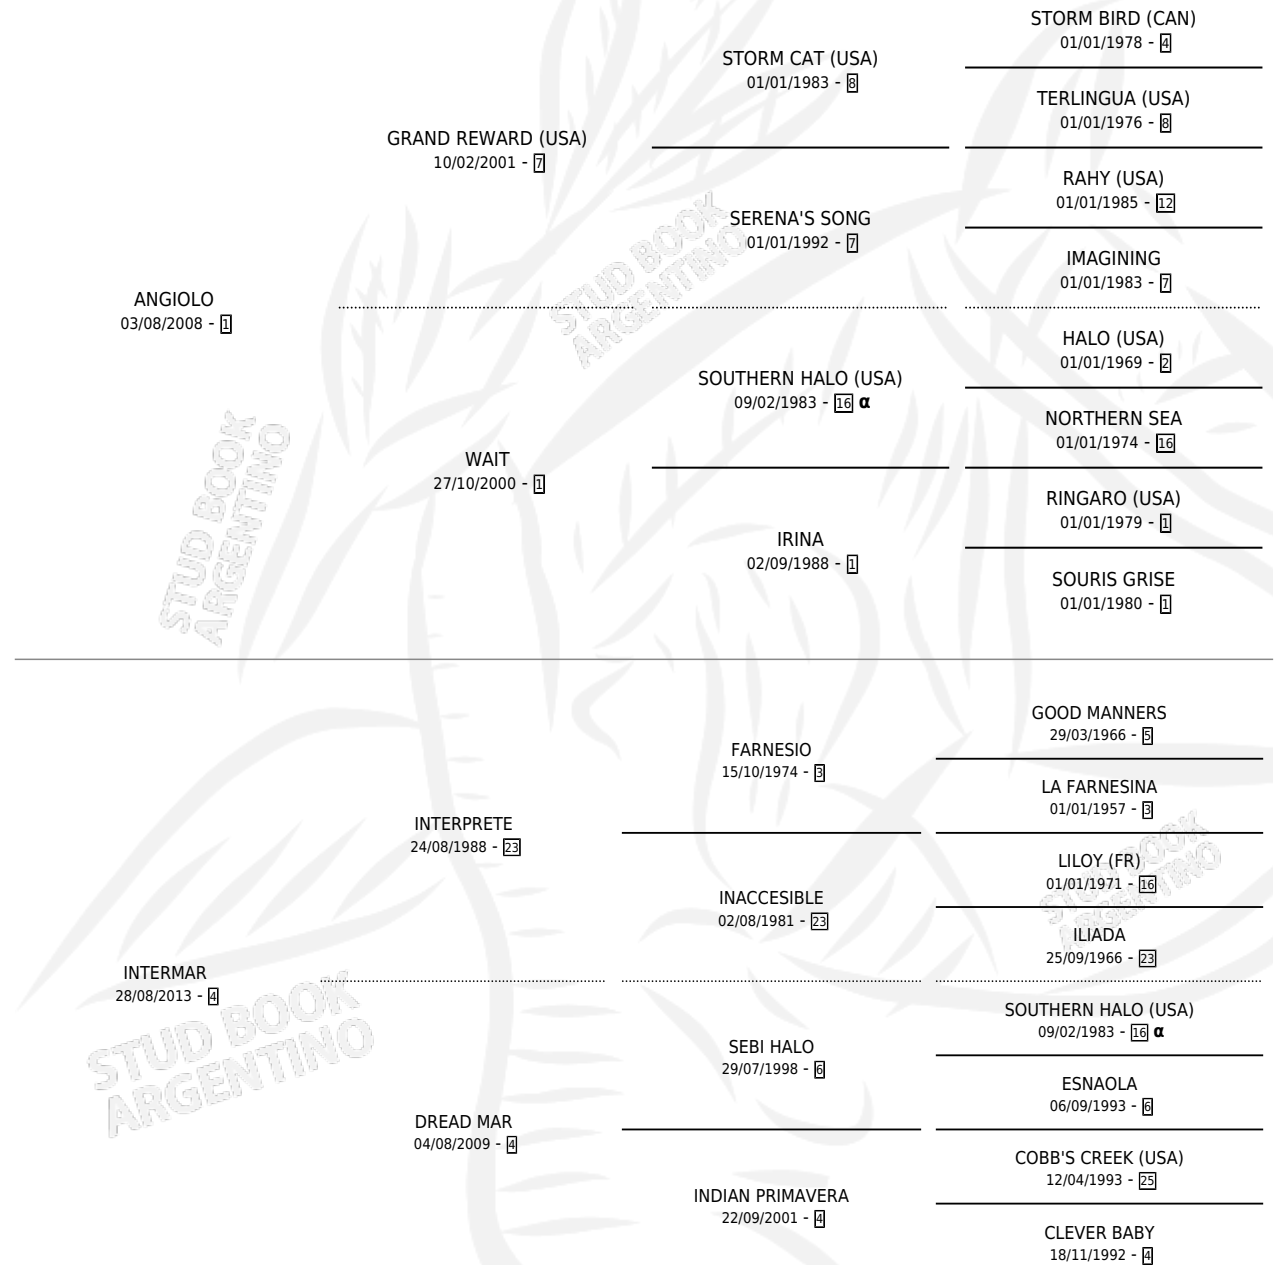 STORM BIRD (CAN)
01/01/1978 - 4
STORM CAT (USA)
01/01/1983 - 8
TERLINGUA (USA)
01/01/1976 - 8
GRAND REWARD (USA)
10/02/2001 - 7
RAHY (USA)
01/01/1985 - 12
SERENA'S SONG
01/01/1992 - 7
IMAGINING
01/01/1983 - 7
STUD BOOK
ARGENTINO
ANGIOLO
03/08/2008 - 1
HALO (USA)
01/01/1969 - 2
SOUTHERN HALO (USA)
09/02/1983 - 16 α
NORTHERN SEA
01/01/1974 - 16
WAIT
27/10/2000 - 1
RINGARO (USA)
01/01/1979 - 1
IRINA
02/09/1988 - 1
SOURIS GRISE
01/01/1980 - 1
STUD BOOK
ARGENTINO
GOOD MANNERS
29/03/1966 - 5
FARNESIO
15/10/1974 - 3
LA FARNESINA
01/01/1957 - 3
INTERPRETE
24/08/1988 - 23
LILOY (FR)
01/01/1971 - 16
INACCESIBLE
02/08/1981 - 23
ILIADA
25/09/1966 - 23
STUD BOOK
ARGENTINO
INTERMAR
28/08/2013 - 4
SOUTHERN HALO (USA)
09/02/1983 - 16 α
SEBI HALO
29/07/1998 - 6
ESNAOLA
06/09/1993 - 6
STUD BOOK
ARGENTINO
DREAD MAR
04/08/2009 - 4
COBB'S CREEK (USA)
12/04/1993 - 25
INDIAN PRIMAVERA
22/09/2001 - 4
CLEVER BABY
18/11/1992 - 4